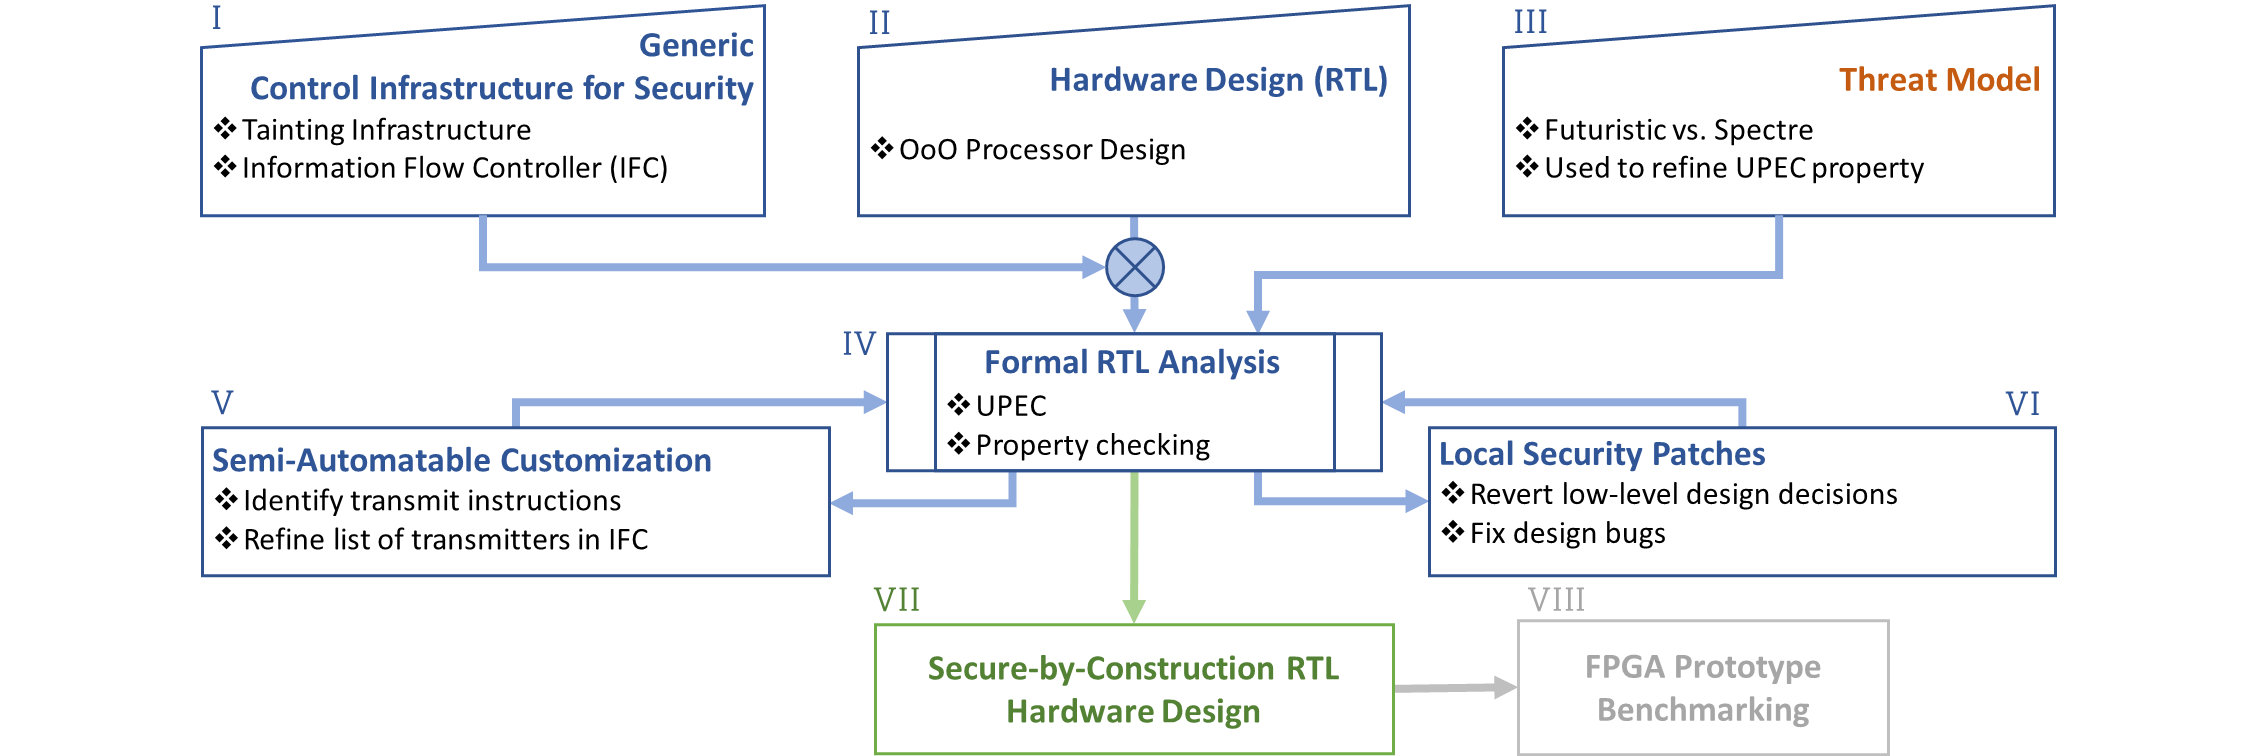 I
Generic
Control Infrastructure for Security
❖ Tainting Infrastructure
❖ Information Flow Controller (IFC)
II
Hardware Design (RTL)
❖ OoO Processor Design
III
Threat Model
❖ Futuristic vs. Spectre
❖ Used to refine UPEC property
IV
Formal RTL Analysis
❖ UPEC
❖ Property checking
V
Semi-Automatable Customization
❖ Identify transmit instructions
❖ Refine list of transmitters in IFC
VI
Local Security Patches
❖ Revert low-level design decisions
❖ Fix design bugs
VII
Secure-by-Construction RTL
Hardware Design
VIII
FPGA Prototype
Benchmarking